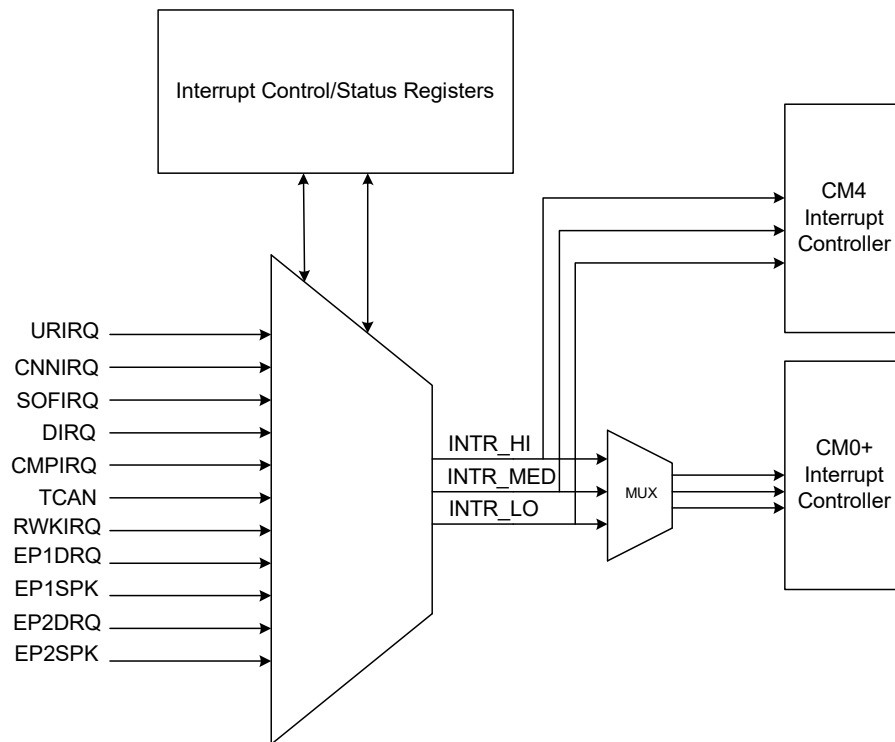 Interrupt Control/Status Registers
CM4
Interrupt
Controller
URIRQ
CNNIRQ
SOFIRQ
DIRQ
CMPIRQ
TCAN
RWKIRQ
EP1DRQ
EP1SPK
EP2DRQ
EP2SPK
INTR_HI
INTR_MED
INTR_LO
MUX
CM0+
Interrupt
Controller